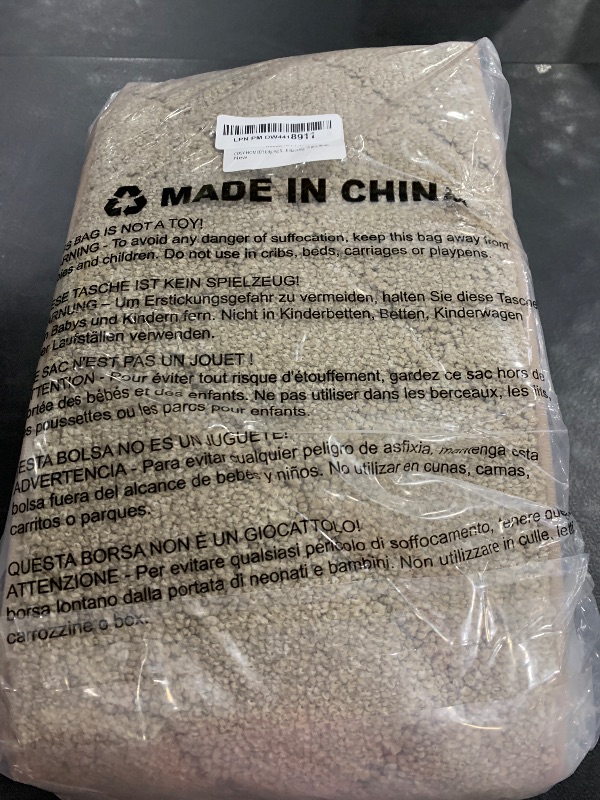 LPN PM DW4418917
New
MADE IN CHINA
BAG IS NOT A TOY!
- To avoid any danger of suffocation, keep this bag away from
and children. Do not use in cribs, beds, carriages or playpens.
TASCHE IST KEIN SPIELZEUG!
– Um Erstickungsgefahr zu vermeiden, halten Sie diese Tasche
Babys und Kindern fern. Nicht in Kinderbetten, Betten, Kinderwagen
Laufställen verwenden.
SAC N'EST PAS UN JOUET !
- Pour éviter tout risque d'étouffement, gardez ce sac hors de
des bébés et des enfants. Ne pas utiliser dans les berceaux, les lits,
poussettes ou les parcs pour enfants.
ESTA BOLSA NO ES UN JUGUETE!
ADVERTENCIA - Para evitar cualquier peligro de asfixia, mantenga esta
bolsa fuera del alcance de bebés y niños. No utilizar en cunas, camas,
carritos o parques.
QUESTA BORSA NON È UN GIOCATTOLO!
ATTENZIONE - Per evitare qualsiasi pericolo di soffocamento, tenere
borsa lontano dalla portata di neonati e bambini. Non utilizzare in culle, letti
carrozzine o box.